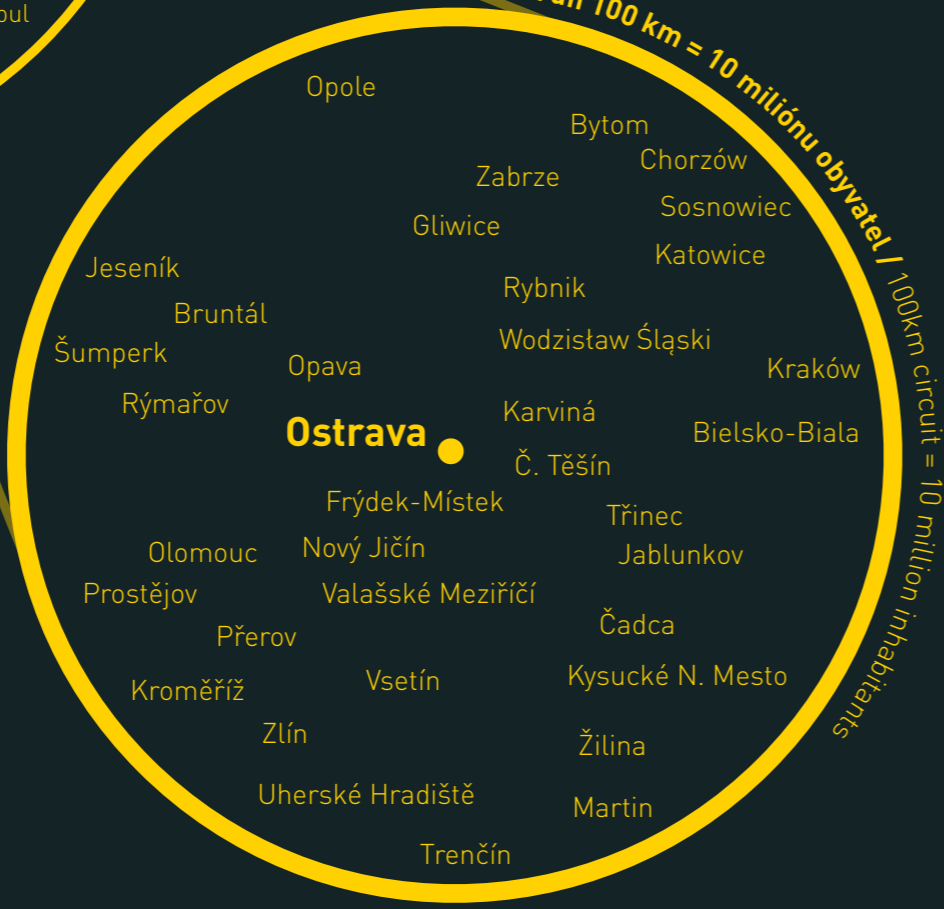 100 km = 10 miliónu obyvatel / 100km circuit = 10 million inhabitants
Opole
Bytom
Chorzów
Zabrze
Sosnowiec
Gliwice
Katowice
Jeseník
Rybnik
Bruntál
Wodzisław Śląski
Šumperk
Opava
Kraków
Rýmařov
Karviná
Ostrava
Bielsko-Biala
Č. Těšín
Frýdek-Místek
Třinec
Olomouc
Nový Jičín
Jablunkov
Prostějov
Valašské Meziříčí
Čadca
Přerov
Kysucké N. Mesto
Vsetín
Kroměříž
Zlín
Žilina
Uherské Hradiště
Martin
Trenčín